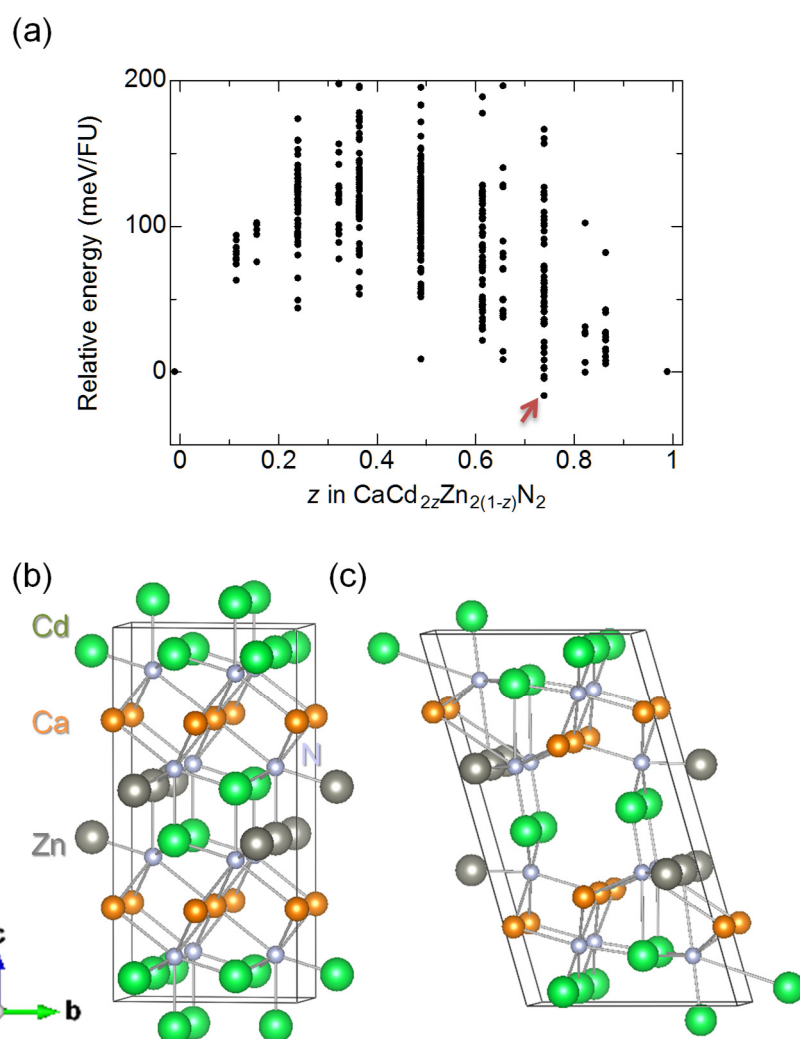 (a)
200
100
0
Relative energy (meV/FU)
0 0.2 0.4 0.6 0.8 1
z in CaCd2zZn2(1-z)N2
(b) (c)
Cd
Ca
N
Zn
c
b